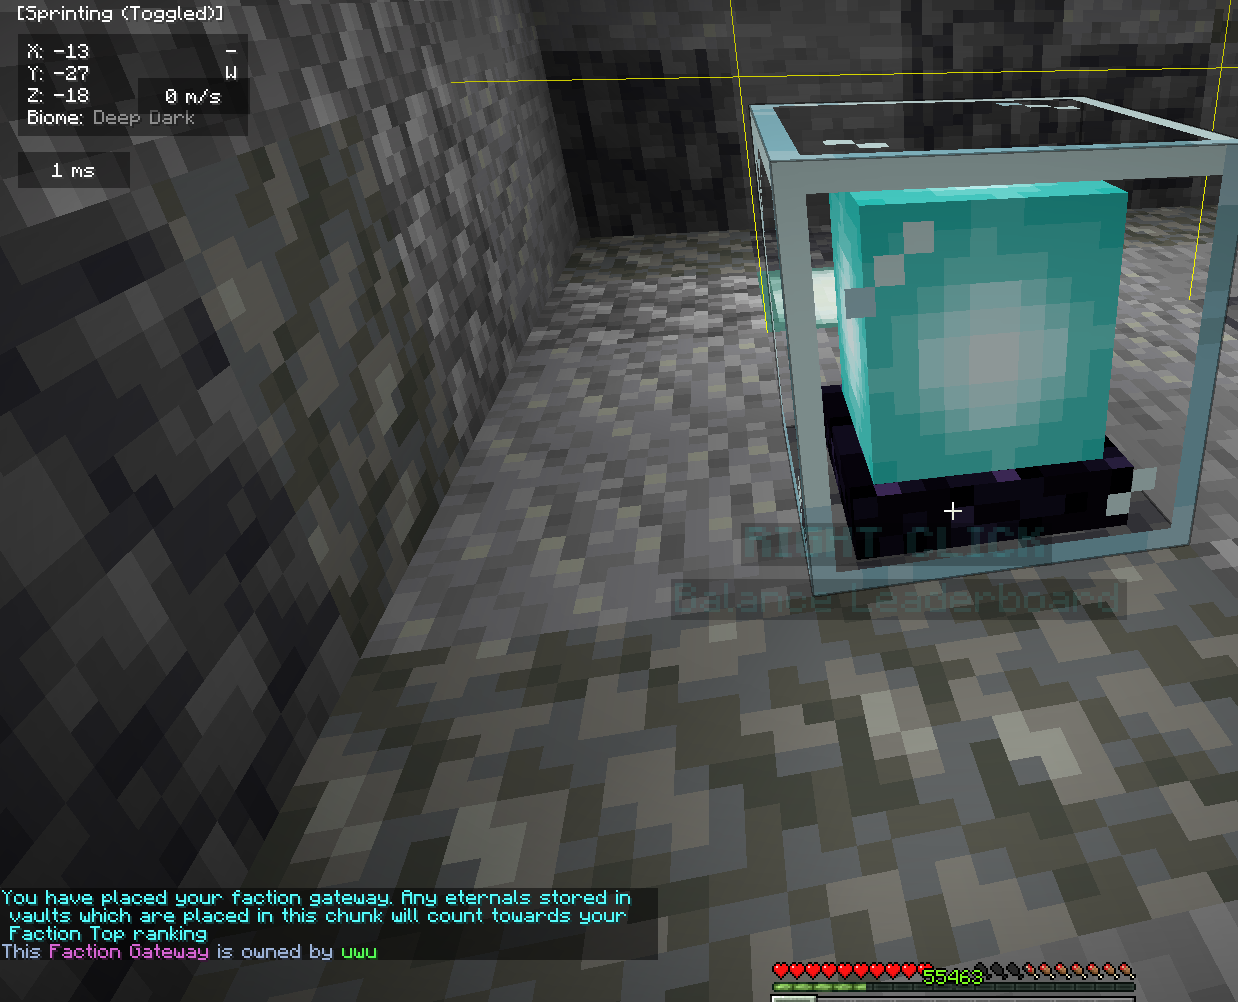 [Sprinting (Toggled)]
X: -13 -
Y: -27 W
Z: -18 0 m/s
Biome: Deep Dark
1 ms
RIGHT CLICK
Balance Leaderboard
You have placed your faction gateway. Any eternals stored in
vaults which are placed in this chunk will count towards your
Faction Top ranking
This Faction Gateway is owned by uwu
55463